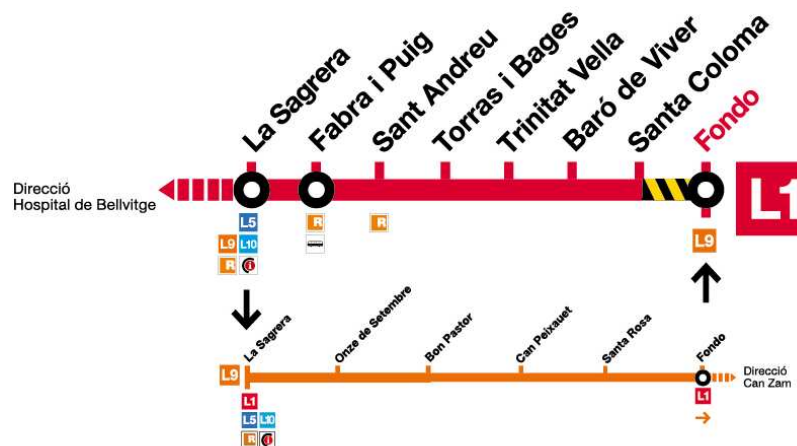 La Sagrera
Fabra i Puig
Sant Andreu
Torras i Bages
Trinitat Vella
Baró de Viver
Santa Coloma
Fondo
Direcció
Hospital de Bellvitge
L1
L5
R
R
L9 L10
L9
R
La Sagrera
Onze de Setembre
Bon Pastor
Can Peixauet
Santa Rosa
Fondo
L9
Direcció
Can Zam
L1
L1
L5 L10
R